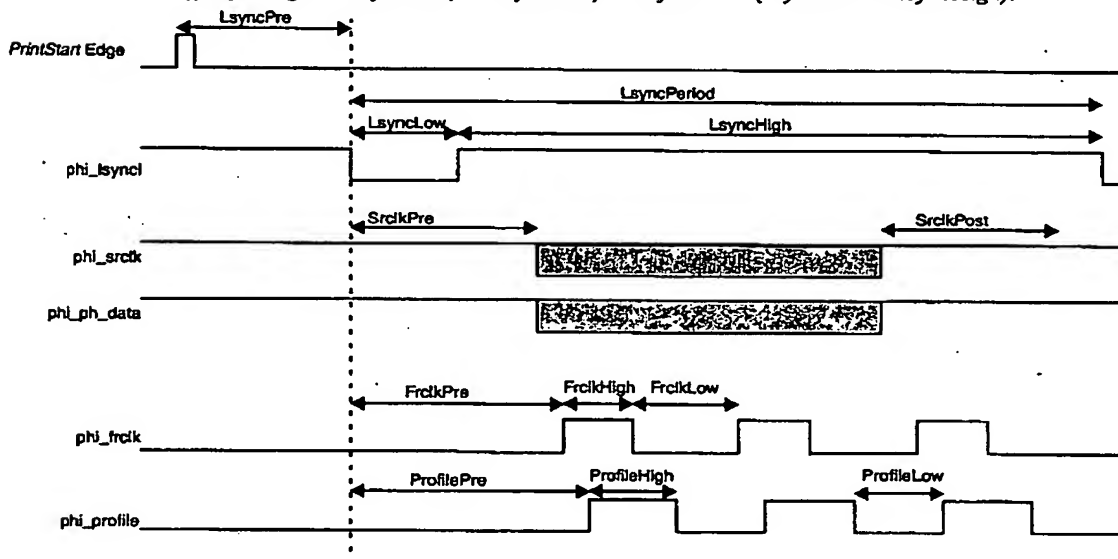 LsyncPre
PrintStart Edge
LsyncPeriod
LsyncLow
LsyncHigh
phi_lsyncl
SrclkPre
SrclkPost
phi_srclk
phi_ph_data
FrclkPre
FrclkHigh
FrclkLow
phi_frclk
ProfilePre
ProfileHigh
ProfileLow
phi_profile